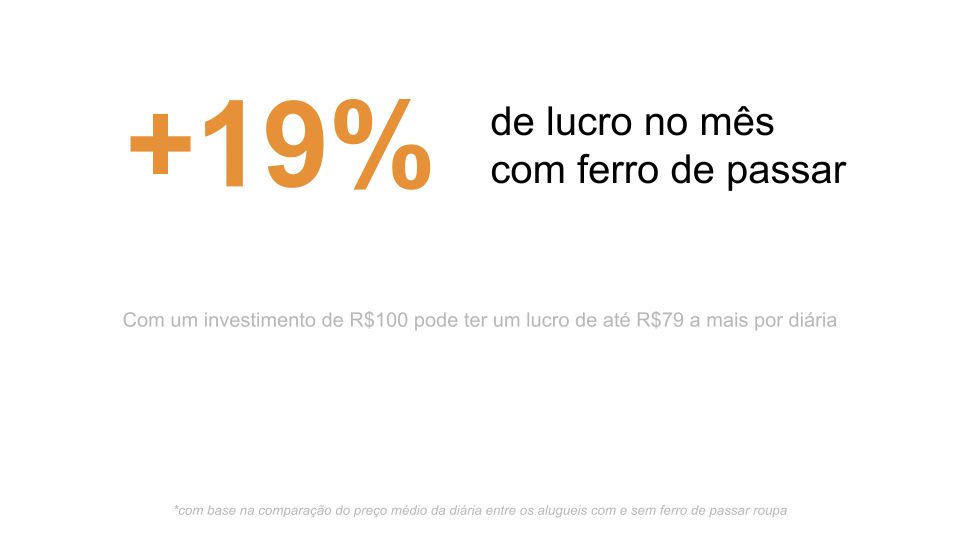 +19%
de lucro no mês
com ferro de passar
Com um investimento de R$100 pode ter um lucro de até R$79 a mais por diária
*com base na comparação do preço médio da diária entre os alugueis com e sem ferro de passar roupa